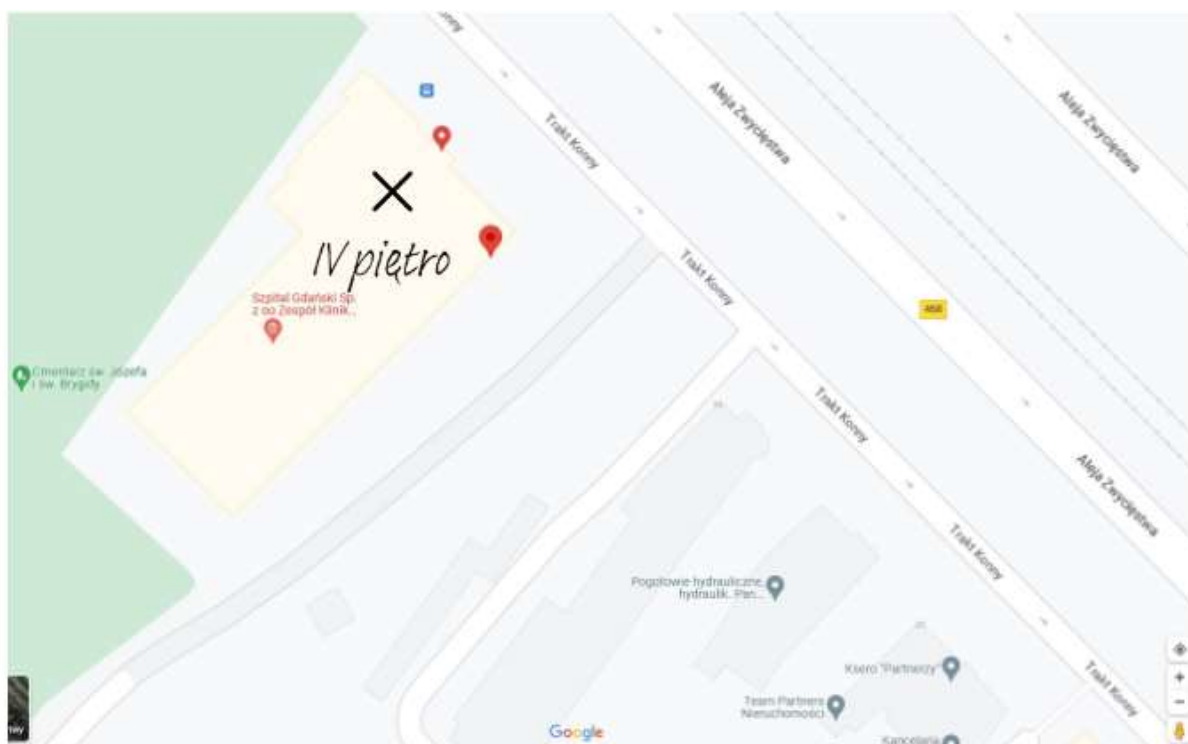 Trakt Konny
Aleja Zwycięstwa
Aleja Zwycięstwa
IV piętro
Trakt Konny
Szpital Gdański Sp.
z oo Zespół Klinik...
468
Cmentarz św. Józefa
i św. Brygidy
Trakt Konny
Aleja Zwycięstwa
Trakt Konny
Pogotowie hydrauliczne,
hydraulik. Pan...
Ksero "Partnerzy"
Trakt Konny
Team Partners
Nieruchomości
Google
Kancelaria